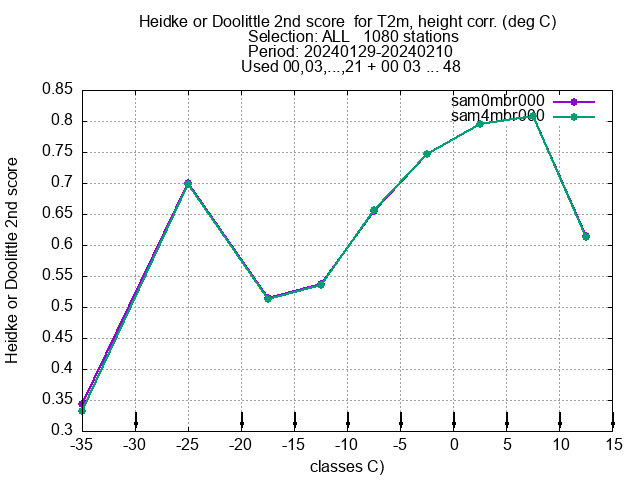 Heidke or Doolittle 2nd score  for T2m, height corr. (deg C)
Selection: ALL   1080 stations
Period: 20240129-20240210
Used 00,03,...,21 + 00 03 ... 48
sam0mbr000
sam4mbr000
Heidke or Doolittle 2nd score
0.85
0.8
0.75
0.7
0.65
0.6
0.55
0.5
0.45
0.4
0.35
0.3
-35 -30 -25 -20 -15 -10 -5 0 5 10 15
classes C)